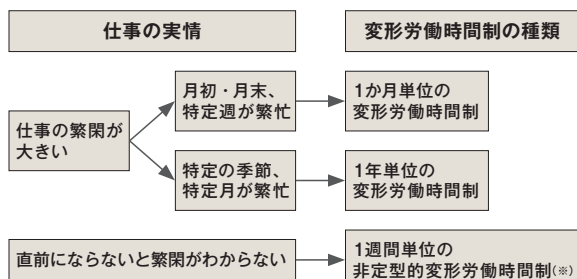 仕事の実情
変形労働時間制の種類
仕事の繁閑が
大きい
月初・月末、
特定週が繁忙
1か月単位の
変形労働時間制
特定の季節、
特定月が繁忙
1年単位の
変形労働時間制
直前にならないと繁閑がわからない
1週間単位の
非定型的変形労働時間制(※)